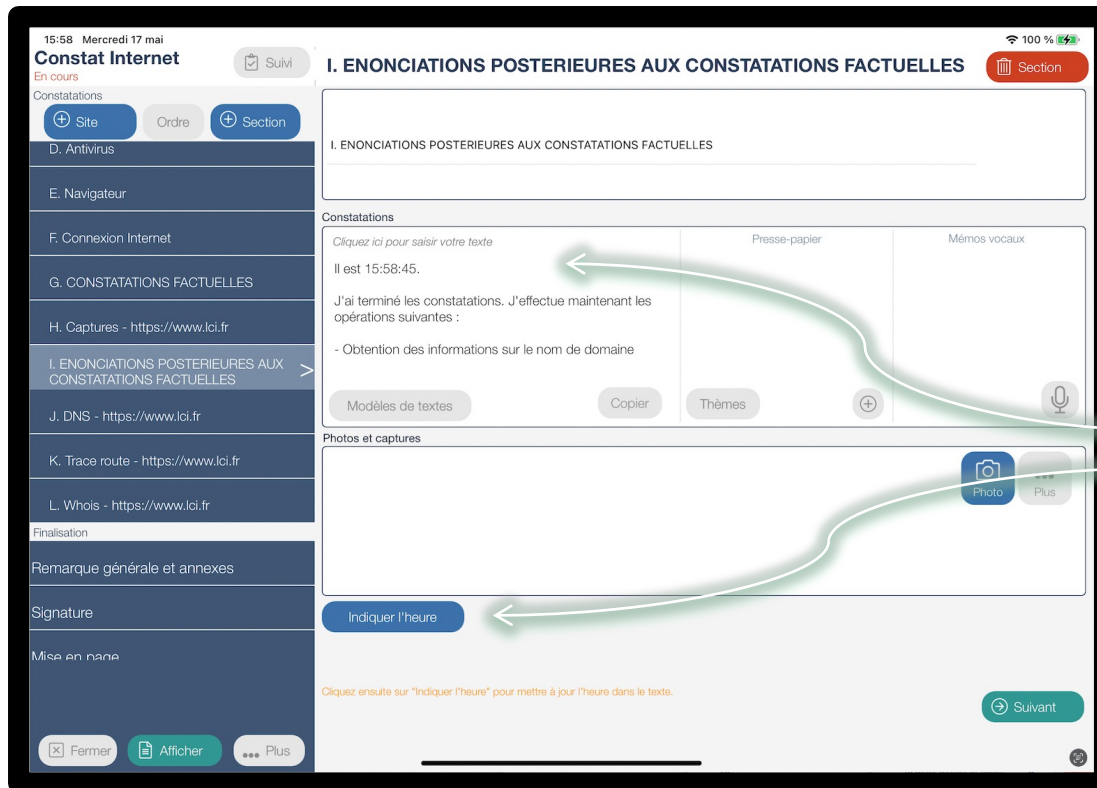 15:58 Mercredi 17 mai
100 %
Constat Internet
En cours
Suivi
Constatations
Site
Ordre
Section
D. Antivirus
E. Navigateur
F. Connexion Internet
G. CONSTATATIONS FACTUELLES
H. Captures - https://www.lci.fr
I. ENONCIATIONS POSTERIEURES AUX
CONSTATATIONS FACTUELLES
>
J. DNS - https://www.lci.fr
K. Trace route - https://www.lci.fr
L. Whois - https://www.lci.fr
Finalisation
Remarque générale et annexes
Signature
Mise en page
Fermer
Afficher
Plus
I. ENONCIATIONS POSTERIEURES AUX CONSTATATIONS FACTUELLES
Section
I. ENONCIATIONS POSTERIEURES AUX CONSTATATIONS FACTUELLES
Constatations
Cliquez ici pour saisir votre texte
Il est 15:58:45.
J'ai terminé les constatations. J'effectue maintenant les
opérations suivantes :
- Obtention des informations sur le nom de domaine
Modèles de textes
Copier
Presse-papier
Thèmes
Mémos vocaux
Photos et captures
Photo
Plus
Indiquer l'heure
Cliquez ensuite sur "Indiquer l'heure" pour mettre à jour l'heure dans le texte.
Suivant